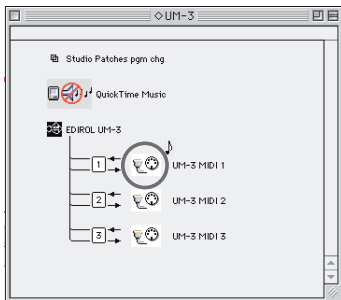 ◇UM-3
Studio Patches pgm chg
QuickTime Music
EDIROL UM-3
1 UM-3 MIDI 1
2 UM-3 MIDI 2
3 UM-3 MIDI 3